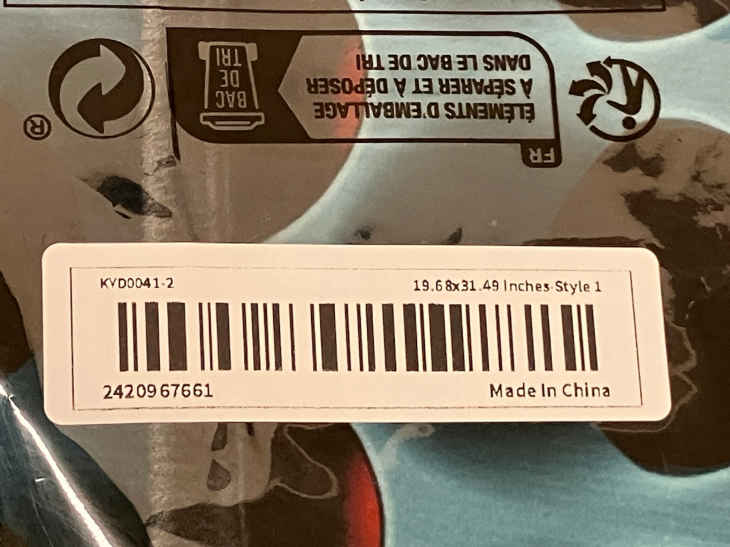 FR
ÉLÉMENTS D'EMBALLAGE
À SÉPARER ET À DÉPOSER
DANS LE BAC DE TRI
BAC
DE
TRI
®
KVD0041-2
19.68x31.49 Inches-Style 1
2420967661
Made In China